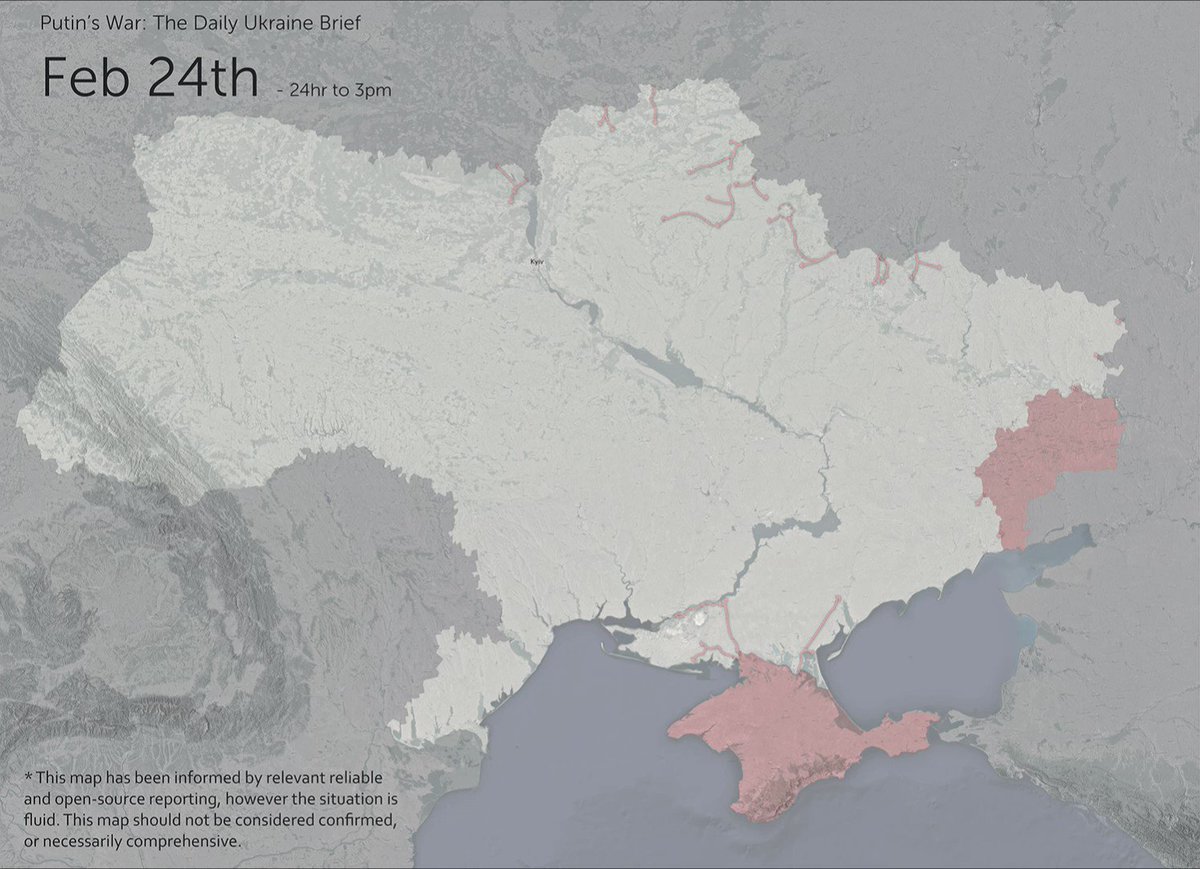 Putin's War: The Daily Ukraine Brief
Feb 24th - 24hr to 3pm
Kyiv
* This map has been informed by relevant reliable
and open-source reporting, however the situation is
fluid. This map should not be considered confirmed,
or necessarily comprehensive.